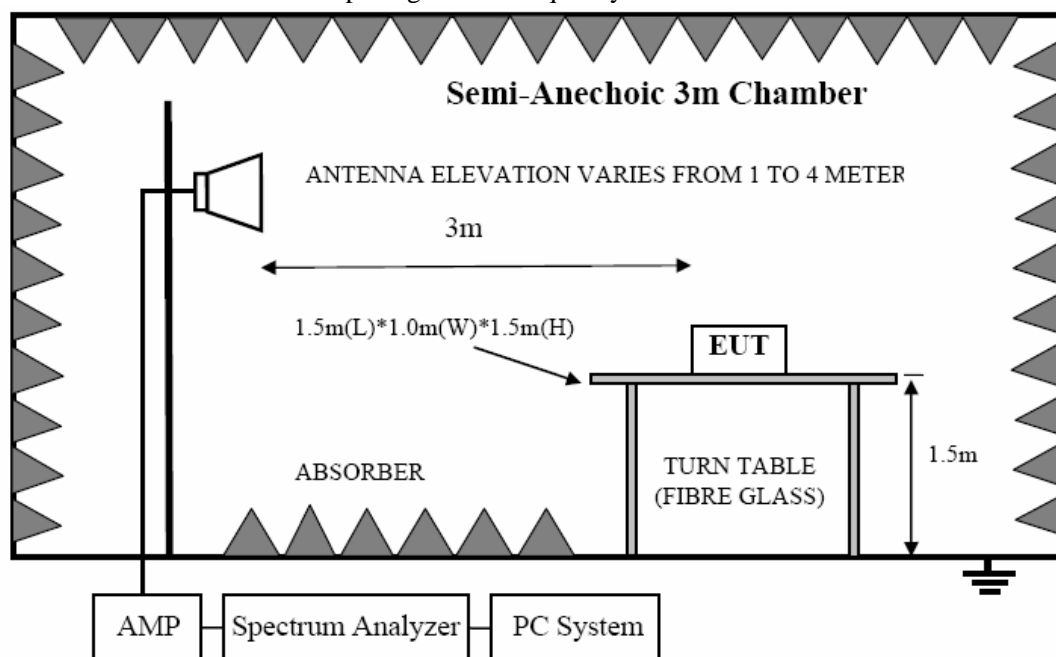 Semi-Anechoic 3m Chamber
ANTENNA ELEVATION VARIES FROM 1 TO 4 METER
3m
1.5m(L)*1.0m(W)*1.5m(H)
EUT
ABSORBER
TURN TABLE
(FIBRE GLASS)
1.5m
AMP
Spectrum Analyzer
PC System